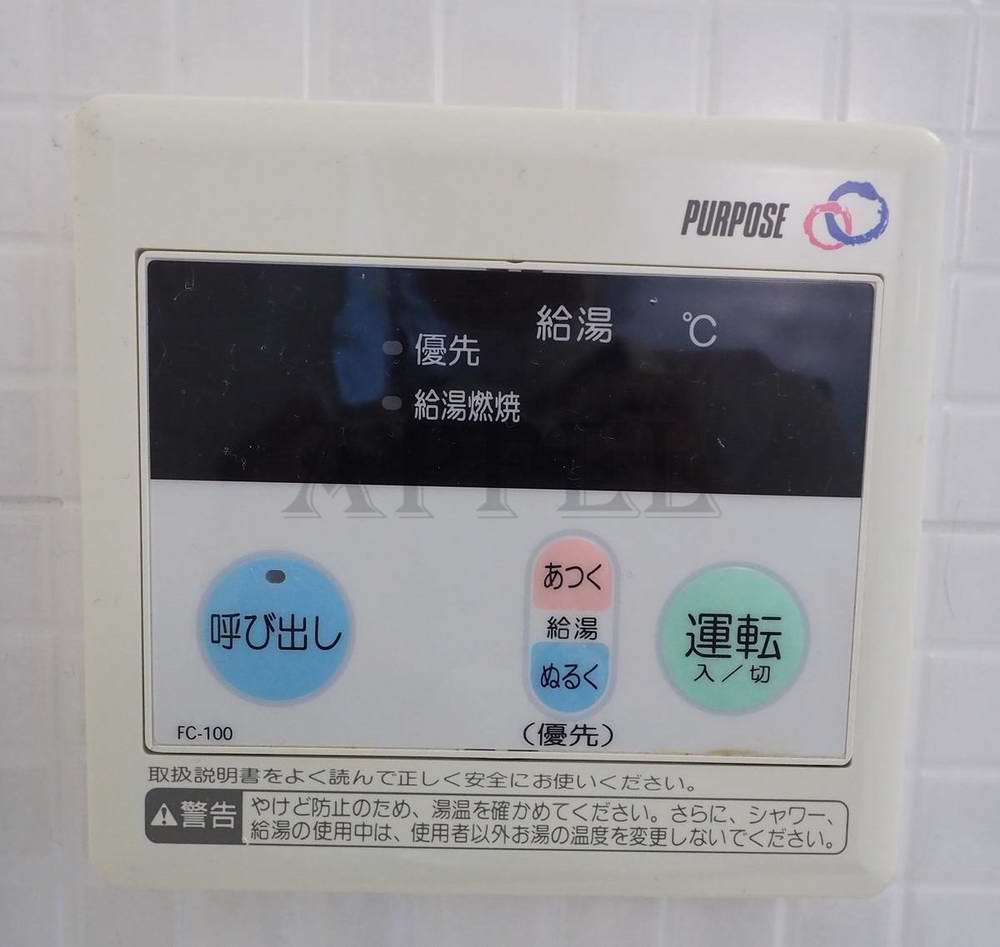 PURPOSE
給湯 ℃
優先
給湯燃焼
APPEL
呼び出し
あつく
給湯
ぬるく
(優先)
運転
入/切
FC-100
取扱説明書をよく読んで正しく安全にお使いください。
警告
やけど防止のため、湯温を確かめてください。さらに、シャワー、
給湯の使用中は、使用者以外お湯の温度を変更しないでください。